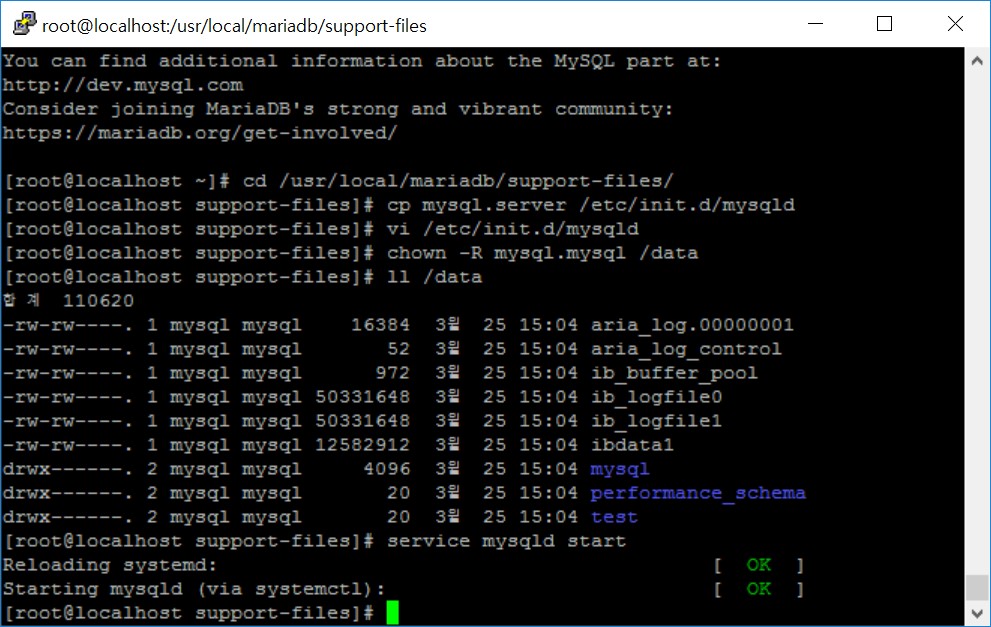 root@localhost:/usr/local/mariadb/support-files
You can find additional information about the MySQL part at:
http://dev.mysql.com
Consider joining MariaDB's strong and vibrant community:
https://mariadb.org/get-involved/
[root@localhost ~]# cd /usr/local/mariadb/support-files/
[root@localhost support-files]# cp mysql.server /etc/init.d/mysqld
[root@localhost support-files]# vi /etc/init.d/mysqld
[root@localhost support-files]# chown -R mysql.mysql /data
[root@localhost support-files]# ll /data
합계 110620
-rw-rw----. 1 mysql mysql 16384 3월 25 15:04 aria_log.00000001
-rw-rw----. 1 mysql mysql 52 3월 25 15:04 aria_log_control
-rw-rw----. 1 mysql mysql 972 3월 25 15:04 ib_buffer_pool
-rw-rw----. 1 mysql mysql 50331648 3월 25 15:04 ib_logfile0
-rw-rw----. 1 mysql mysql 50331648 3월 25 15:04 ib_logfile1
-rw-rw----. 1 mysql mysql 12582912 3월 25 15:04 ibdata1
drwx------. 2 mysql mysql 4096 3월 25 15:04 mysql
drwx------. 2 mysql mysql 20 3월 25 15:04 performance_schema
drwx------. 2 mysql mysql 20 3월 25 15:04 test
[root@localhost support-files]# service mysqld start
Reloading systemd: [ OK ]
Starting mysqld (via systemctl): [ OK ]
[root@localhost support-files]#